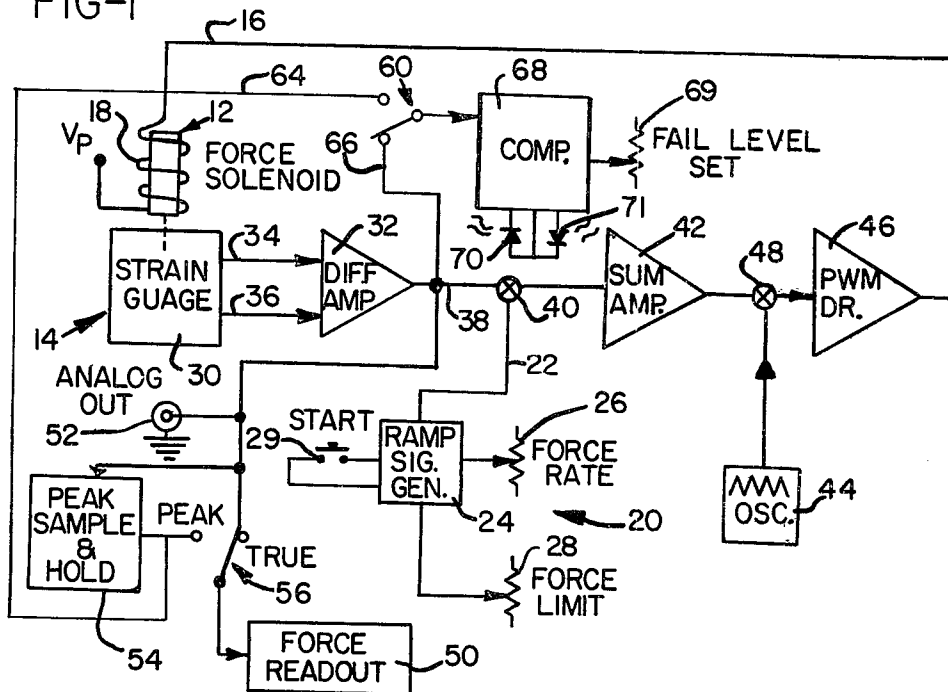 FIG-1
16
64
60
68
69
18
12
VP
FORCE
SOLENOID
66
COMP.
FAIL LEVEL
SET
70
71
34
32
42
46
STRAIN
GUAGE
DIFF
AMP
36
38
40
SUM
AMP.
48
PWM
DR.
14
30
22
ANALOG
OUT
52
START
29
RAMP
SIG.
GEN.
24
26
FORCE
RATE
20
OSC.
44
PEAK
SAMPLE
&
HOLD
PEAK
TRUE
56
28
FORCE
LIMIT
54
FORCE
READOUT
50